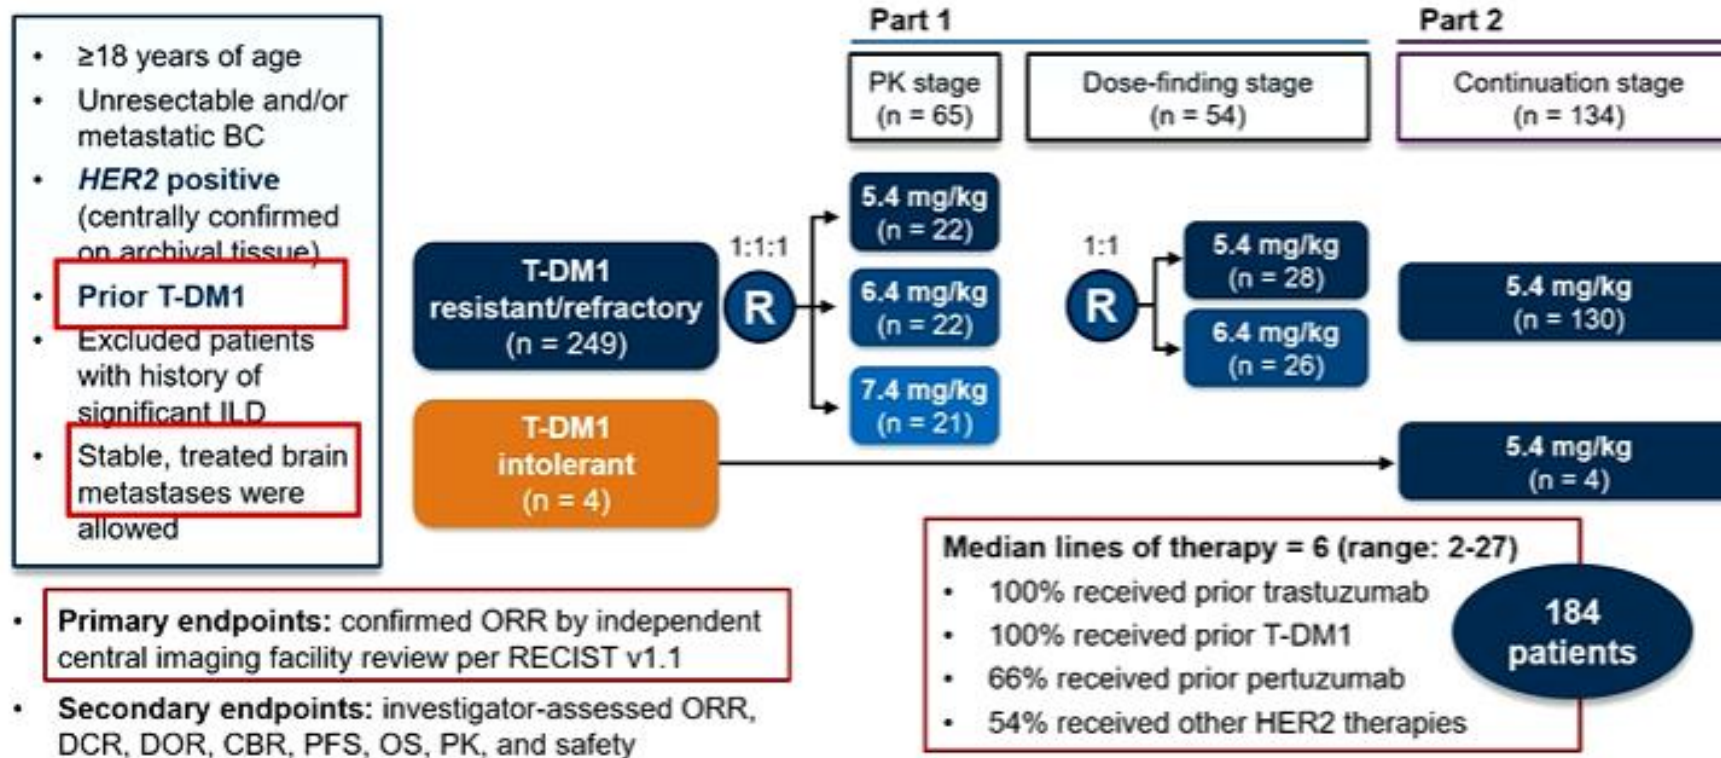 • ≥18 years of age
• Unresectable and/or
metastatic BC
• HER2 positive
(centrally confirmed
on archival tissue)
• Prior T-DM1
• Excluded patients
with history of
significant ILD
• Stable, treated brain
metastases were
allowed
Part 1
PK stage
(n = 65)
Dose-finding stage
(n = 54)
Part 2
Continuation stage
(n = 134)
T-DM1
resistant/refractory
(n = 249)
1:1:1
R
5.4 mg/kg
(n = 22)
6.4 mg/kg
(n = 22)
7.4 mg/kg
(n = 21)
1:1
R
5.4 mg/kg
(n = 28)
6.4 mg/kg
(n = 26)
5.4 mg/kg
(n = 130)
T-DM1
intolerant
(n = 4)
5.4 mg/kg
(n = 4)
• Primary endpoints: confirmed ORR by independent
central imaging facility review per RECIST v1.1
• Secondary endpoints: investigator-assessed ORR,
DCR, DOR, CBR, PFS, OS, PK, and safety
Median lines of therapy = 6 (range: 2-27)
• 100% received prior trastuzumab
• 100% received prior T-DM1
• 66% received prior pertuzumab
• 54% received other HER2 therapies
184
patients